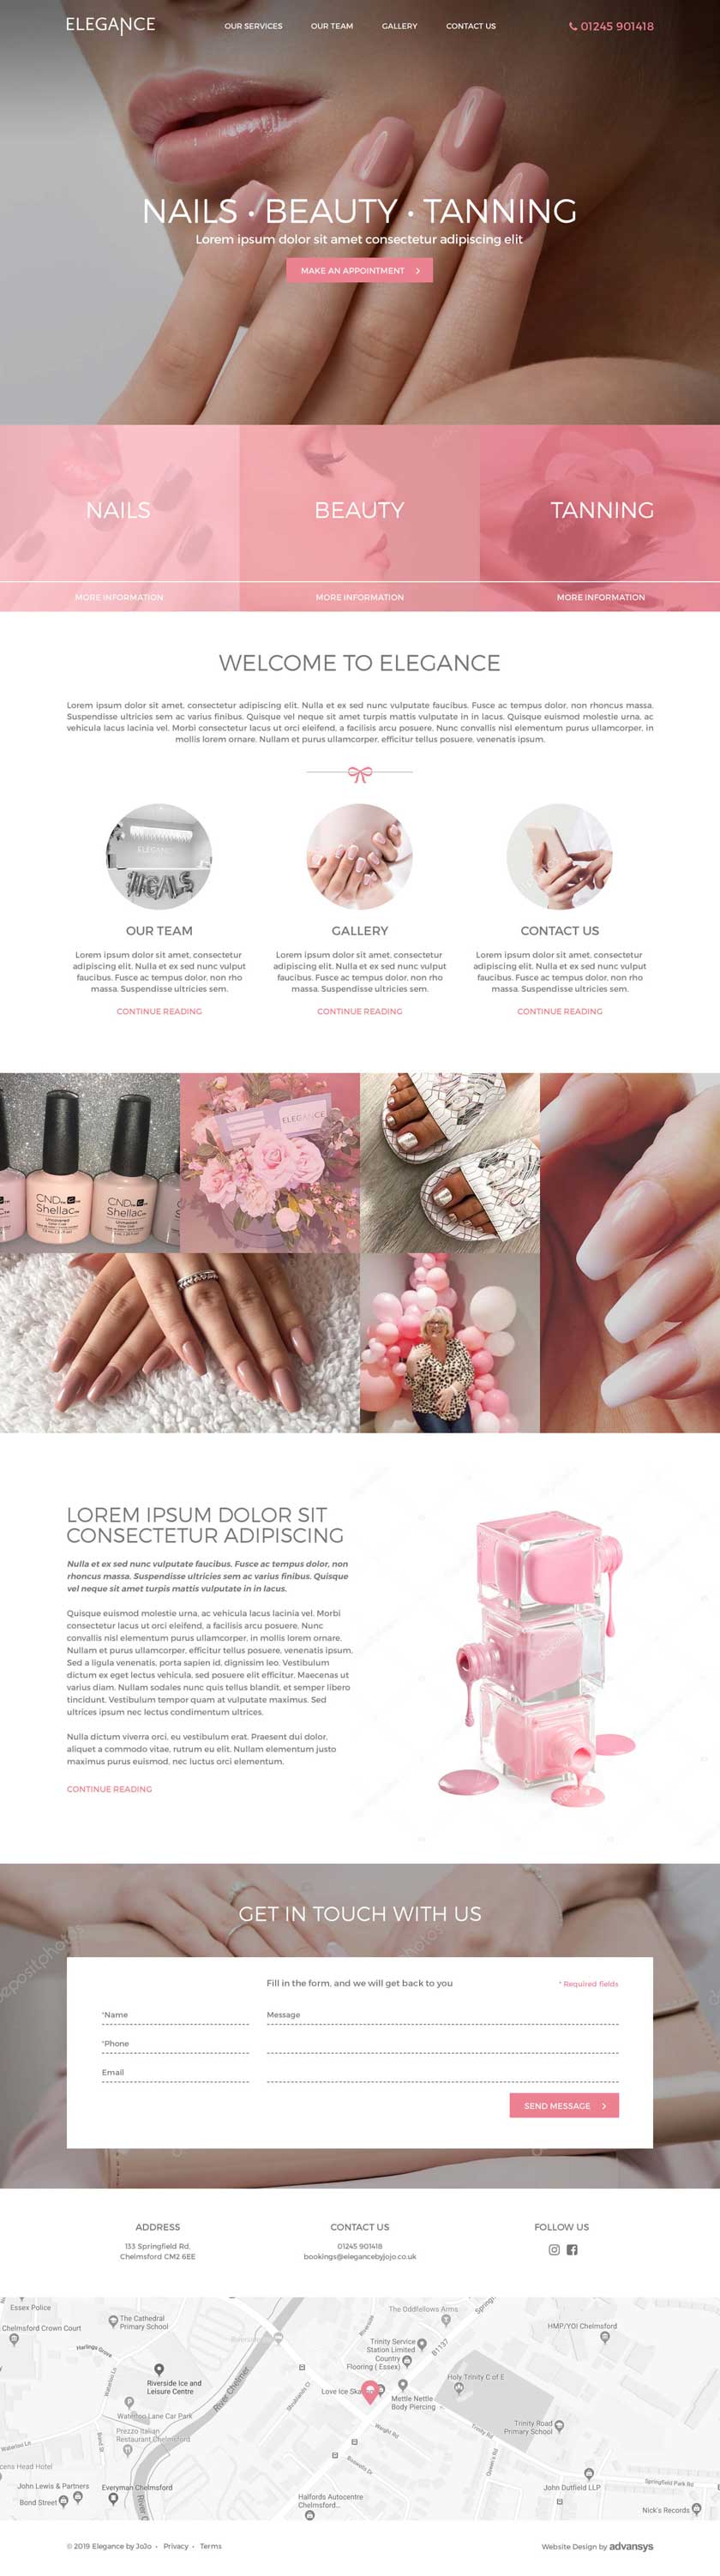 ELEGANCE
OUR SERVICES
OUR TEAM
GALLERY
CONTACT US
01245 901418
NAILS · BEAUTY · TANNING
Lorem ipsum dolor sit amet consectetur adipiscing elit
MAKE AN APPOINTMENT
NAILS
BEAUTY
TANNING
MORE INFORMATION
MORE INFORMATION
MORE INFORMATION
WELCOME TO ELEGANCE
Lorem ipsum dolor sit amet, consectetur adipiscing elit. Nulla et ex sed nunc vulputate faucibus. Fusce ac tempus dolor, non rhoncus massa.
Suspendisse ultricies sem ac varius finibus. Quisque vel neque sit amet turpis mattis vulputate in in lacus. Quisque euismod molestie urna, ac
vehicula lacus lacinia vel. Morbi consectetur lacus ut orci eleifend, a facilisis arcu posuere. Nunc convallis nisl elementum purus ullamcorper, in
mollis lorem ornare. Nullam et purus ullamcorper, efficitur tellus posuere, venenatis ipsum.
ELEGANCE
OUR TEAM
Lorem ipsum dolor sit amet, consectetur
adipiscing elit. Nulla et ex sed nunc vulput
faucibus. Fusce ac tempus dolor, non rho
massa. Suspendisse ultricies sem.
CONTINUE READING
GALLERY
Lorem ipsum dolor sit amet, consectetur
adipiscing elit. Nulla et ex sed nunc vulput
faucibus. Fusce ac tempus dolor, non rho
massa. Suspendisse ultricies sem.
CONTINUE READING
CONTACT US
Lorem ipsum dolor sit amet, consectetur
adipiscing elit. Nulla et ex sed nunc vulput
faucibus. Fusce ac tempus dolor, non rho
massa. Suspendisse ultricies sem.
CONTINUE READING
CND
Shellac
CND
Shellac
ELEGANCE
LOREM IPSUM DOLOR SIT
CONSECTETUR ADIPISCING
Nulla et ex sed nunc vulputate faucibus. Fusce ac tempus dolor, non
rhoncus massa. Suspendisse ultricies sem ac varius finibus. Quisque
vel neque sit amet turpis mattis vulputate in in lacus.
Quisque euismod molestie urna, ac vehicula lacus lacinia vel. Morbi
consectetur lacus ut orci eleifend, a facilisis arcu posuere. Nunc
convallis nisl elementum purus ullamcorper, in mollis lorem ornare.
Nullam et purus ullamcorper, efficitur tellus posuere, venenatis ipsum.
Sed a ligula venenatis, porta sapien id, dignissim leo. Vestibulum
dictum ex eget lectus vehicula, sed posuere elit efficitur. Maecenas ut
varius diam. Nullam sodales nunc quis tellus blandit, et semper libero
tincidunt. Vestibulum tempor quam at vulputate maximus. Sed
ultrices ipsum nec lectus condimentum ultrices.
Nulla dictum viverra orci, eu vestibulum erat. Praesent dui dolor,
aliquet a commodo vitae, rutrum eu elit. Nullam elementum justo
maximus purus euismod, nec luctus orci elementum.
CONTINUE READING
GET IN TOUCH WITH US
Fill in the form, and we will get back to you
* Required fields
*Name
Message
*Phone
Email
SEND MESSAGE
ADDRESS
133 Springfield Rd,
Chelmsford CM2 6EE
CONTACT US
01245 901418
bookings@elegancebyjojo.co.uk
FOLLOW US
Essex Police
Chelmsford Crown Court
The Cathedral
Primary School
Riverside
The Oddfellows Arms
HMP/YOI Chelmsford
Trinity Service
Station Limited
Country
Flooring ( Essex)
B1137
Riverside Ice and
Leisure Centre
River Chelmer
Love Ice Ska
Holy Trinity C of E
Mettle Nettle
Body Piercing
Waterloo Lane Car Park
Prezzo Italian
Restaurant Chelmsford
Trinity Road
Primary School
John Lewis & Partners
Bond Street
Everyman Chelmsford
Halfords Autocentre
Chelmsford...
John Dutfield LLP
Springfield Park Rd
Nick's Records
© 2019 Elegance by JoJo • Privacy • Terms
Website Design by advansys